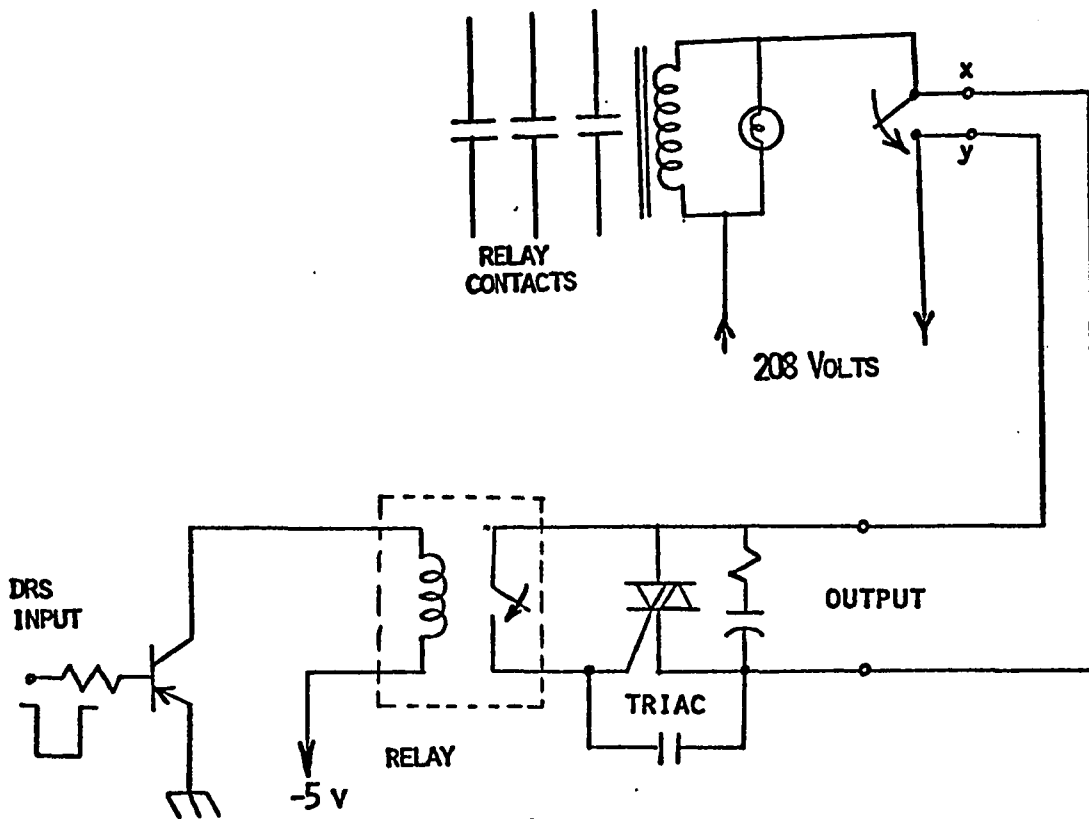 x
y
RELAY
CONTACTS
208 VOLTS
DRS
INPUT
OUTPUT
TRIAC
RELAY
-5 V